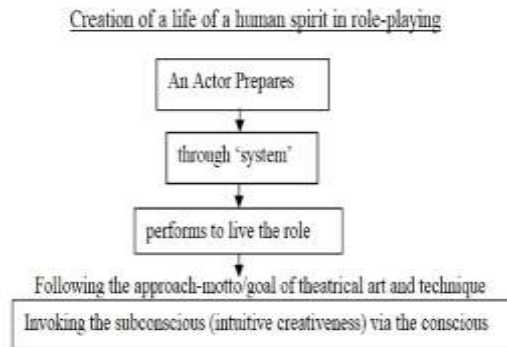 Creation of a life of a human spirit in role-playing
An Actor Prepares
through ‘system’
performs to live the role
Following the approach-motto/goal of theatrical art and technique
Invoking the subconscious (intuitive creativeness) via the conscious